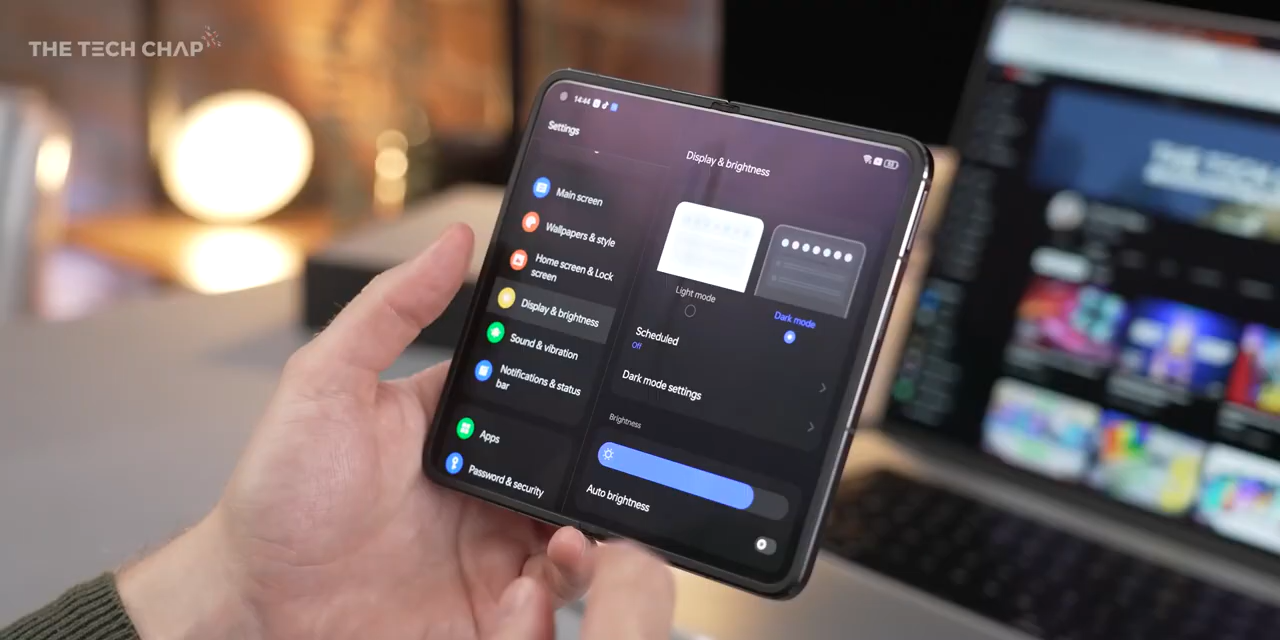 THE TECH CHAP
14:44
Settings
Display & brightness
Main screen
Wallpapers & style
Home screen & Lock
screen
Display & brightness
Sound & vibration
Notifications & status
bar
Apps
Password & security
Light mode
Dark mode
Scheduled
Off
Dark mode settings
Brightness
Auto brightness
THE TECH